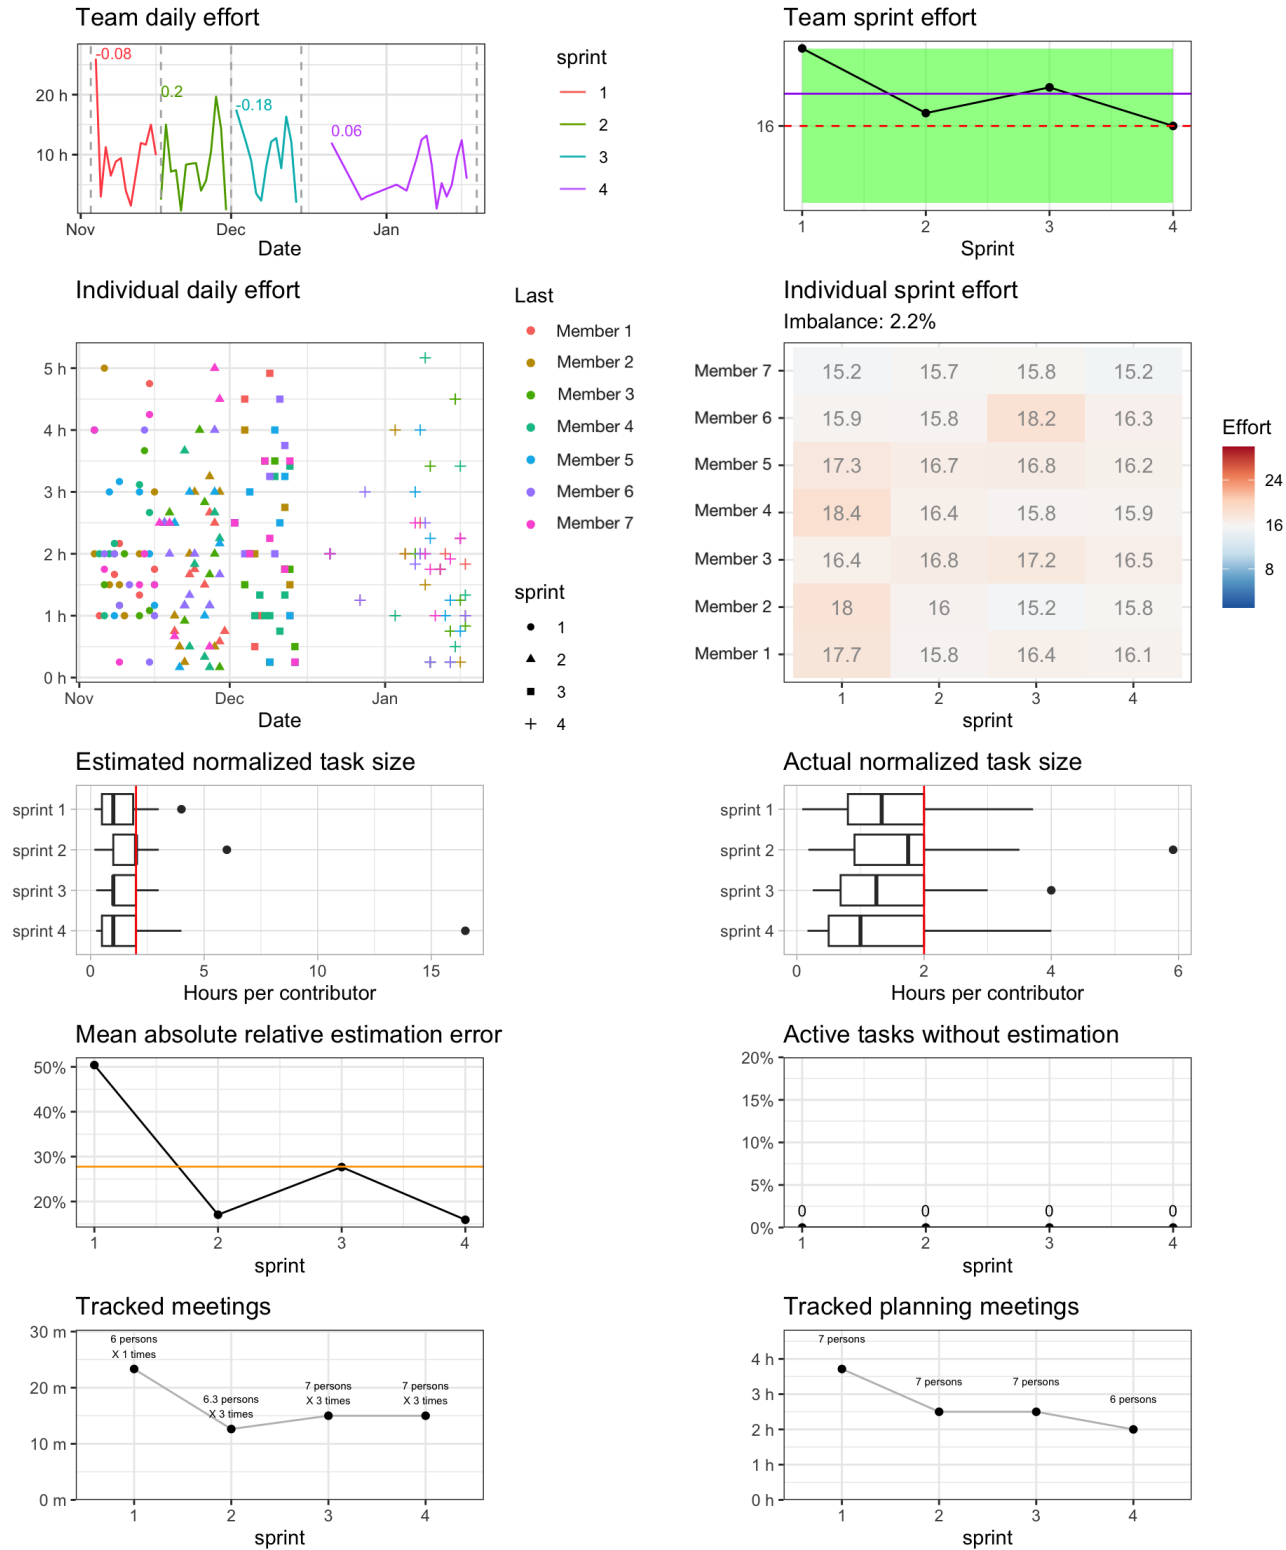 Team daily effort
-0.08
0.2
-0.18
0.06
20 h
10 h
Nov
Dec
Jan
Date
sprint
1
2
3
4
Team sprint effort
16
1
2
3
4
Sprint
Individual daily effort
5 h
4 h
3 h
2 h
1 h
0 h
Nov
Dec
Jan
Date
Last
Member 1
Member 2
Member 3
Member 4
Member 5
Member 6
Member 7
sprint
1
2
3
4
Individual sprint effort
Imbalance: 2.2%
Member 7 15.2 15.7 15.8 15.2
Member 6 15.9 15.8 18.2 16.3
Member 5 17.3 16.7 16.8 16.2
Member 4 18.4 16.4 15.8 15.9
Member 3 16.4 16.8 17.2 16.5
Member 2 18 16 15.2 15.8
Member 1 17.7 15.8 16.4 16.1
1 2 3 4
sprint
Effort
24
16
8
Estimated normalized task size
sprint 1
sprint 2
sprint 3
sprint 4
0 5 10 15
Hours per contributor
Actual normalized task size
sprint 1
sprint 2
sprint 3
sprint 4
0 2 4 6
Hours per contributor
Mean absolute relative estimation error
50%
40%
30%
20%
1 2 3 4
sprint
Active tasks without estimation
20%
15%
10%
5%
0%
0 0 0 0
1 2 3 4
sprint
Tracked meetings
30 m
20 m
10 m
0 m
6 persons
X 1 times
6.3 persons
X 3 times
7 persons
X 3 times
7 persons
X 3 times
1 2 3 4
sprint
Tracked planning meetings
4 h
3 h
2 h
1 h
0 h
7 persons
7 persons
7 persons
6 persons
1 2 3 4
sprint